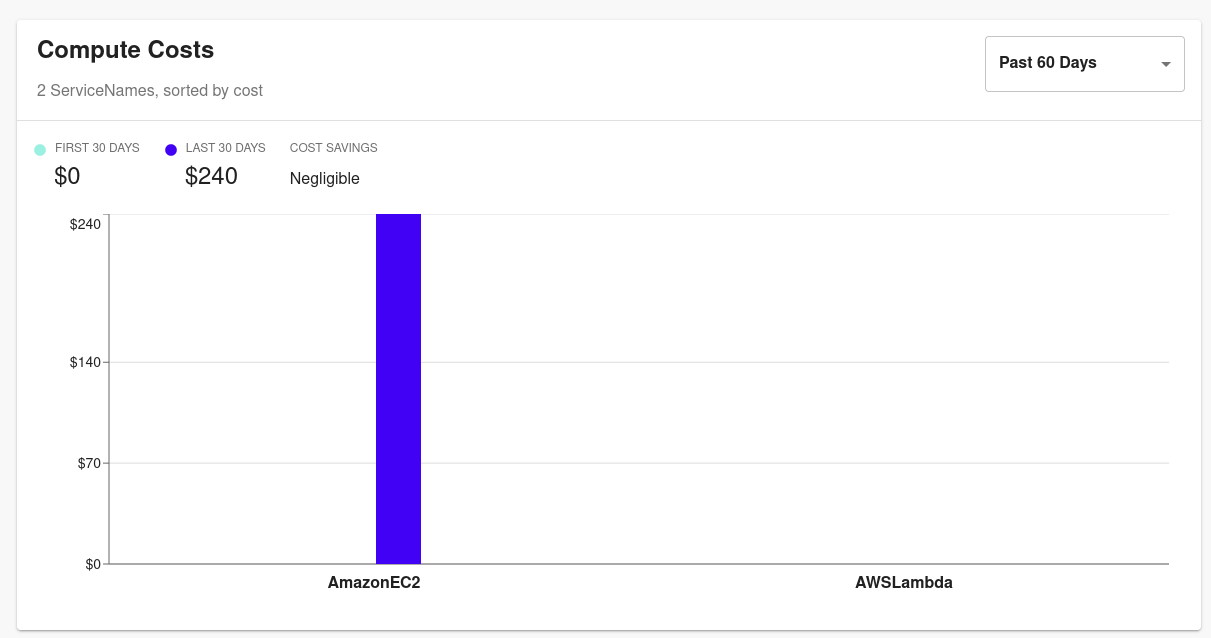 Compute Costs
2 ServiceNames, sorted by cost
Past 60 Days
FIRST 30 DAYS
$0
LAST 30 DAYS
$240
COST SAVINGS
Negligible
$240
$140
$70
$0
AmazonEC2
AWSLambda